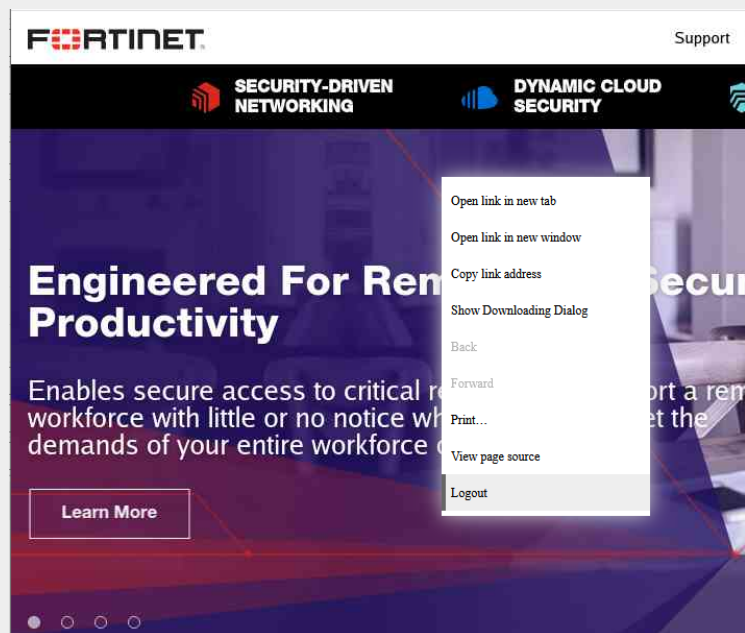 FORTINET
Support
SECURITY-DRIVEN
NETWORKING
DYNAMIC CLOUD
SECURITY
Engineered For
Productivity
Enables secure access to critical
workforce with little or no notice
demands of your entire workforce
Learn More
Open link in new tab
Open link in new window
Copy link address
Show Downloading Dialog
Back
Forward
Print...
View page source
Logout
a
the